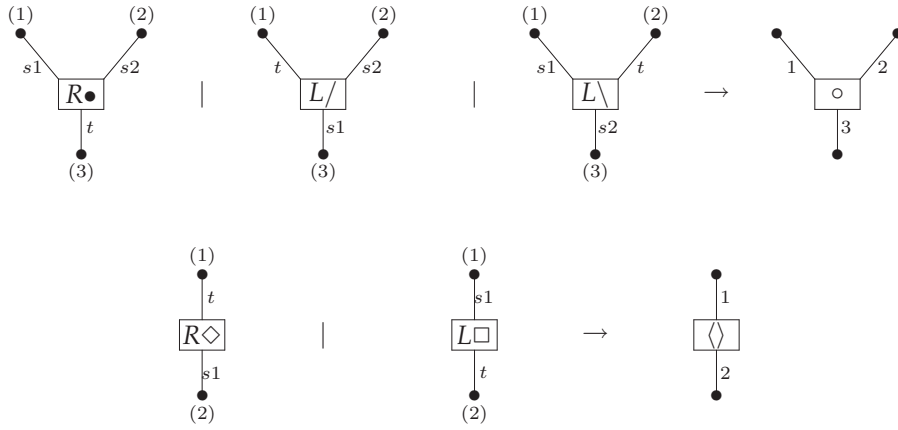 (1) (2) (1) (2) (1) (2)
s1 s2 t s2 s1 t 1 2
R● | L/ | L\ → ∘
t s1 s2 3
(3) (3) (3)
(1) (1)
t s1 1
R◇ | L□ → ⟨⟩
s1 t 2
(2) (2)